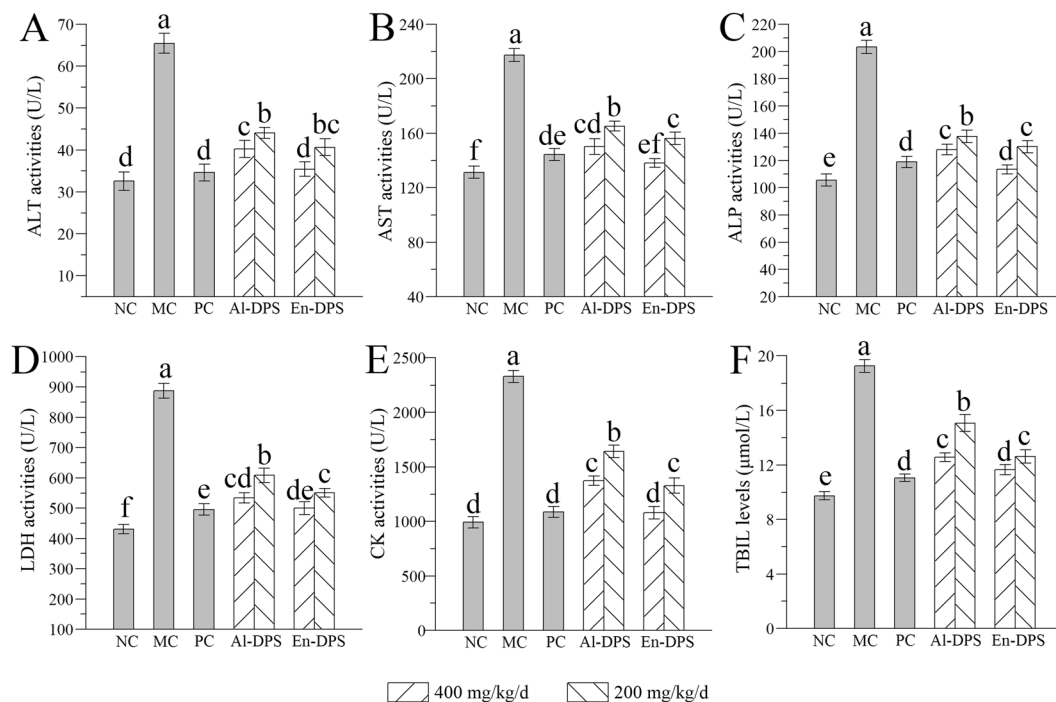 A
ALT activities (U/L)
70
60
50
40
30
20
10
d
a
d
c
b
d
bc
NC MC PC Al-DPS En-DPS
B
AST activities (U/L)
240
200
160
120
80
40
f
a
de
cd
b
ef
c
NC MC PC Al-DPS En-DPS
C
ALP activities (U/L)
220
200
180
160
140
120
100
80
60
40
20
e
a
d
c
b
d
c
NC MC PC Al-DPS En-DPS
D
LDH activities (U/L)
1000
900
800
700
600
500
400
300
200
100
f
a
e
cd
b
de
c
NC MC PC Al-DPS En-DPS
E
CK activities (U/L)
2500
2000
1500
1000
500
0
d
a
d
c
b
d
c
NC MC PC Al-DPS En-DPS
F
TBIL levels (μmol/L)
20
16
12
8
4
0
e
a
d
c
b
d
c
NC MC PC Al-DPS En-DPS
400 mg/kg/d 200 mg/kg/d